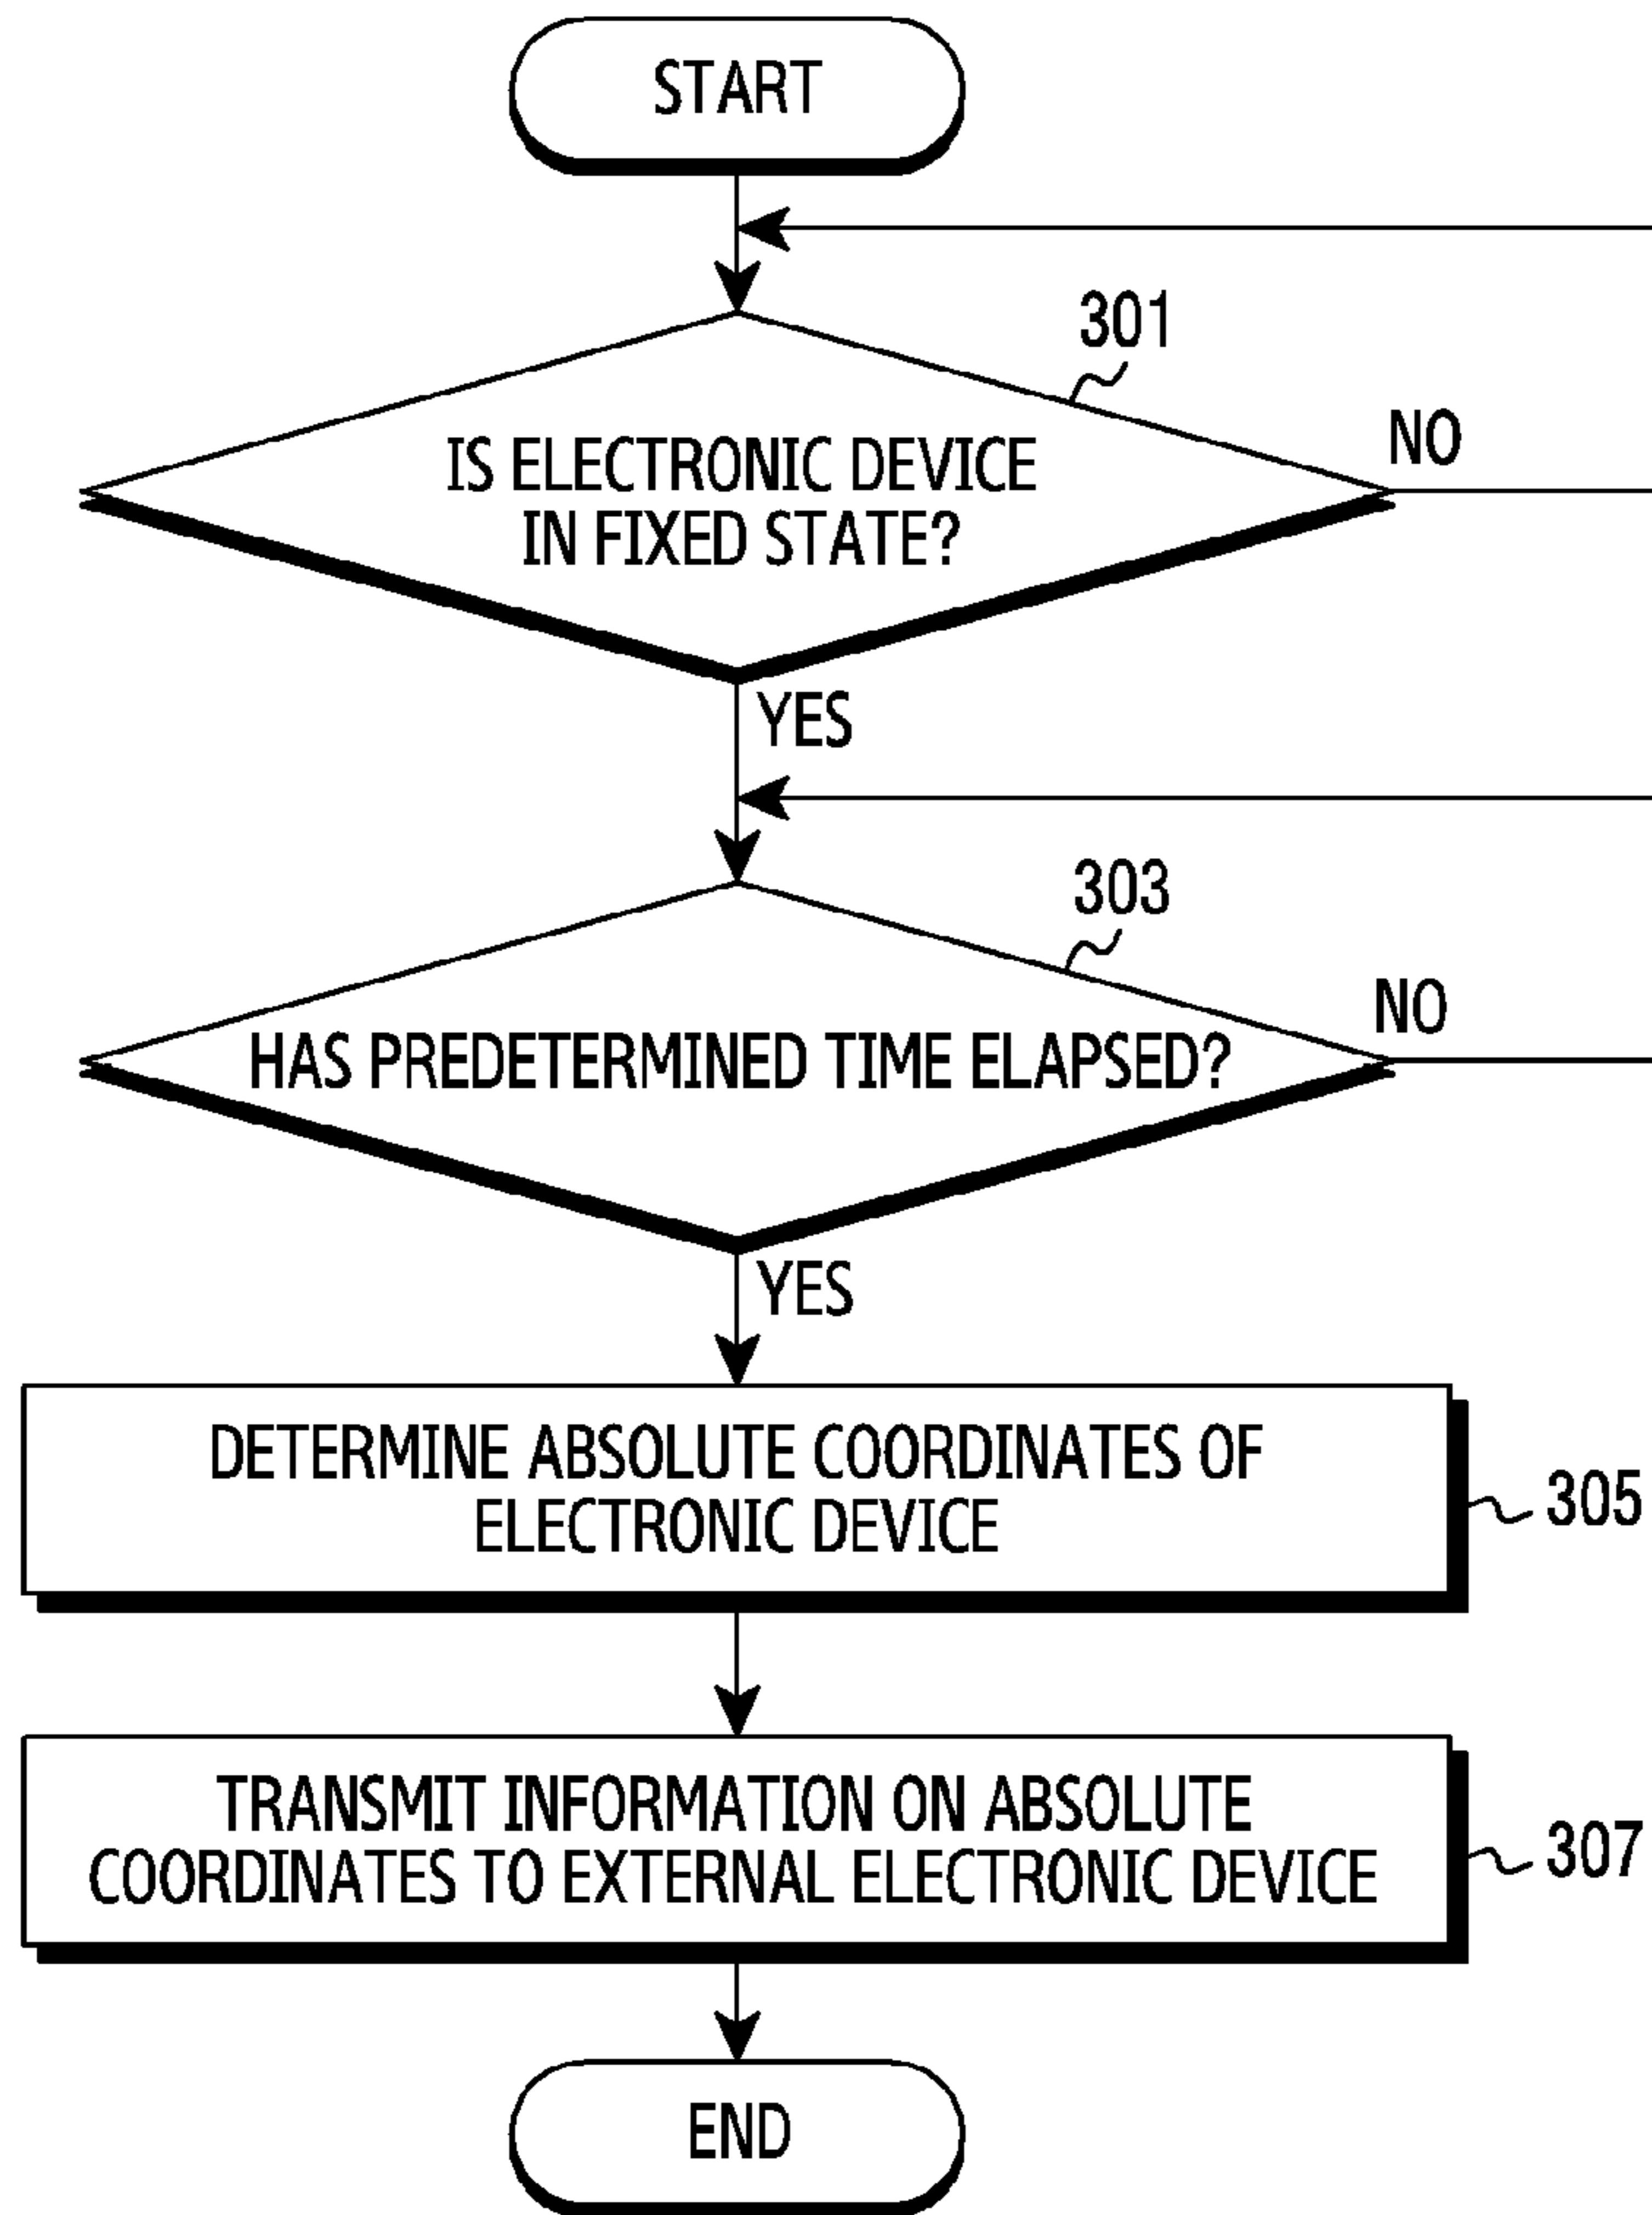 START
301
IS ELECTRONIC DEVICE
IN FIXED STATE?
NO
YES
303
HAS PREDETERMINED TIME ELAPSED?
NO
YES
DETERMINE ABSOLUTE COORDINATES OF
ELECTRONIC DEVICE
305
TRANSMIT INFORMATION ON ABSOLUTE
COORDINATES TO EXTERNAL ELECTRONIC DEVICE
307
END